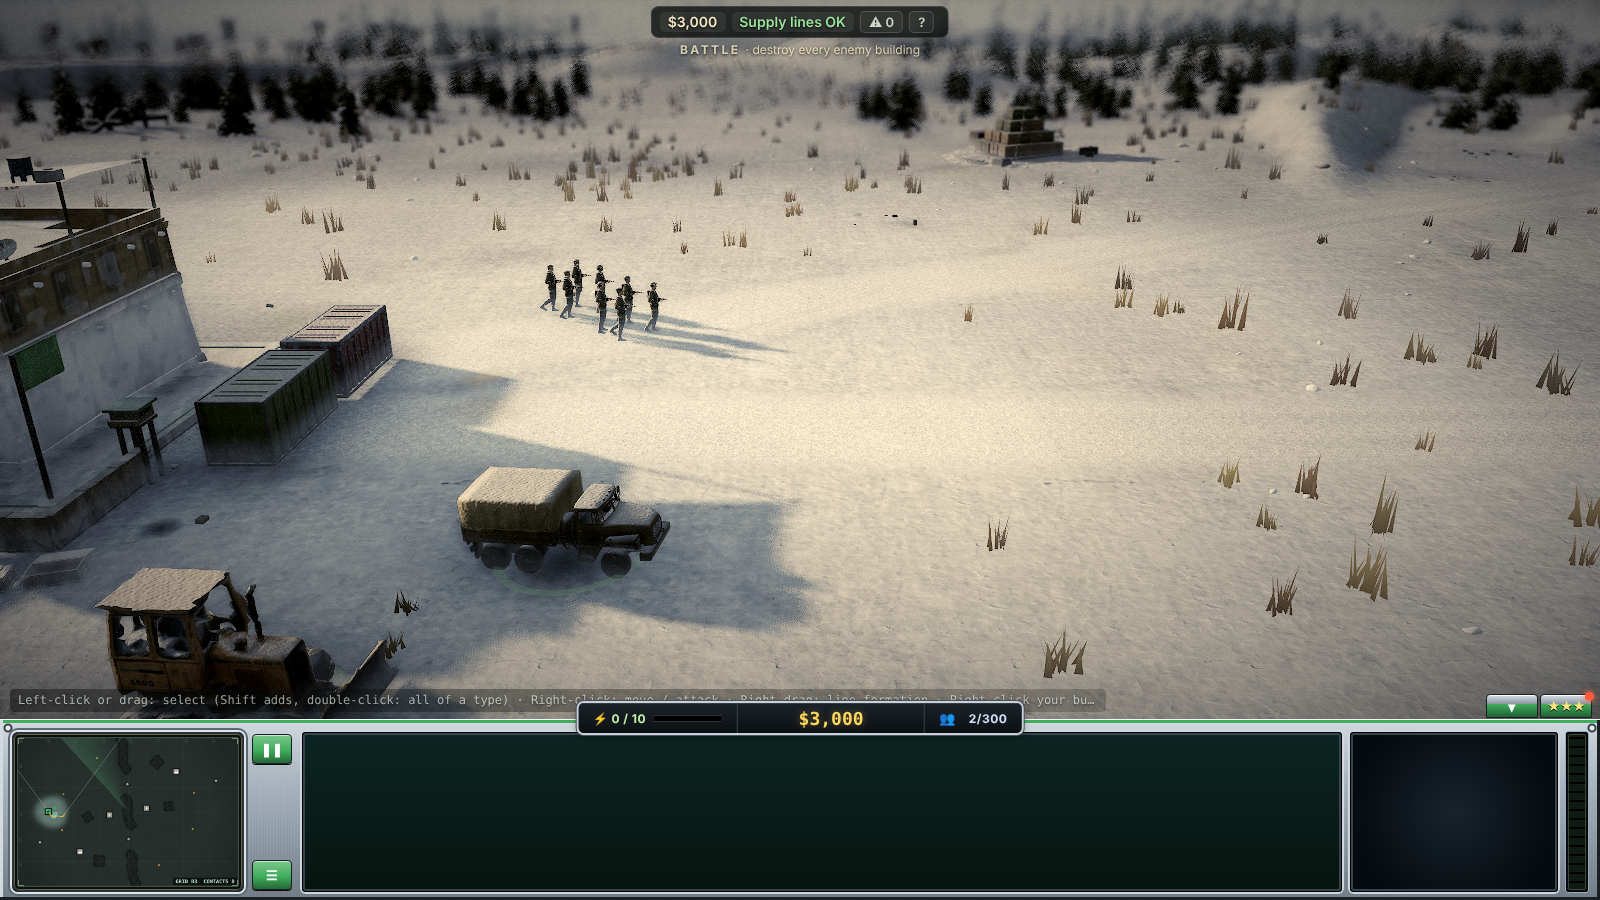 $3,000 Supply lines OK 0 ?
BATTLE · destroy every enemy building
Left-click or drag: select (Shift adds, double-click: all of a type) · Right-click: move / attack · Right-drag: line formation · Right-click your bu…
0 / 10 $3,000 2/300